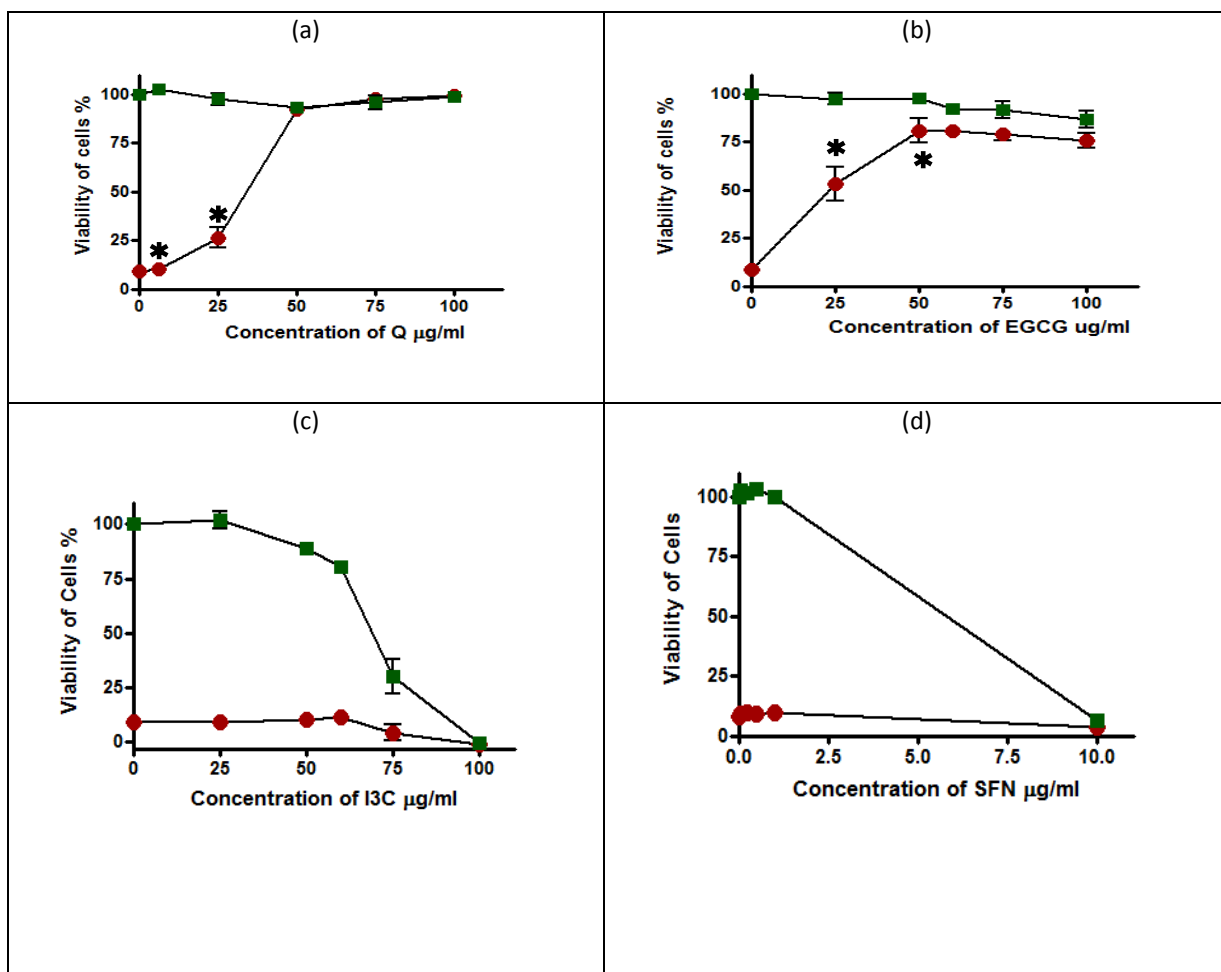 (a)
Viability of cells %
100
75
50
25
0
0 25 50 75 100
Concentration of Q µg/ml
(b)
Viability of cells %
100
75
50
25
0
0 25 50 75 100
Concentration of EGCG ug/ml
(c)
Viability of Cells %
100
75
50
25
0
0 25 50 75 100
Concentration of I3C µg/ml
(d)
Viability of Cells
100
75
50
25
0
0.0 2.5 5.0 7.5 10.0
Concentration of SFN µg/ml